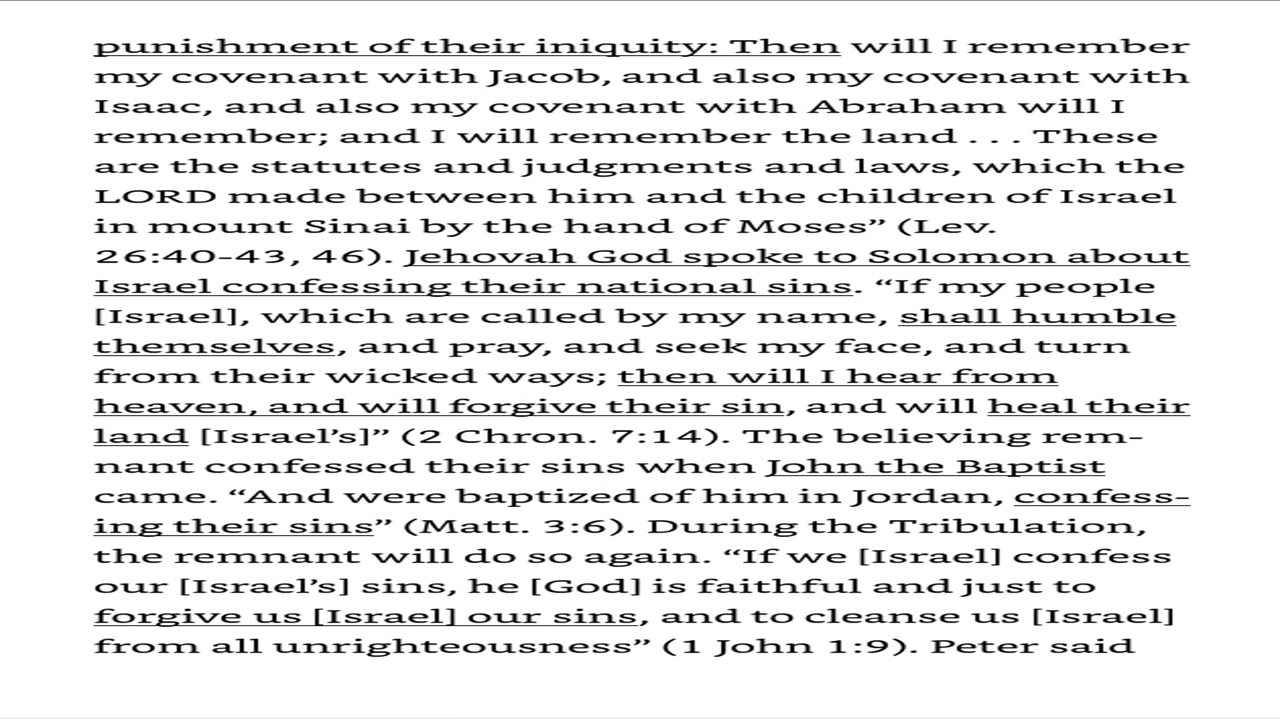 punishment of their iniquity: Then will I remember
my covenant with Jacob, and also my covenant with
Isaac, and also my covenant with Abraham will I
remember; and I will remember the land . . . These
are the statutes and judgments and laws, which the
LORD made between him and the children of Israel
in mount Sinai by the hand of Moses” (Lev.
26:40-43, 46). Jehovah God spoke to Solomon about
Israel confessing their national sins. “If my people
[Israel], which are called by my name, shall humble
themselves, and pray, and seek my face, and turn
from their wicked ways; then will I hear from
heaven, and will forgive their sin, and will heal their
land [Israel’s]” (2 Chron. 7:14). The believing rem-
nant confessed their sins when John the Baptist
came. “And were baptized of him in Jordan, confess-
ing their sins” (Matt. 3:6). During the Tribulation,
the remnant will do so again. “If we [Israel] confess
our [Israel’s] sins, he [God] is faithful and just to
forgive us [Israel] our sins, and to cleanse us [Israel]
from all unrighteousness” (1 John 1:9). Peter said